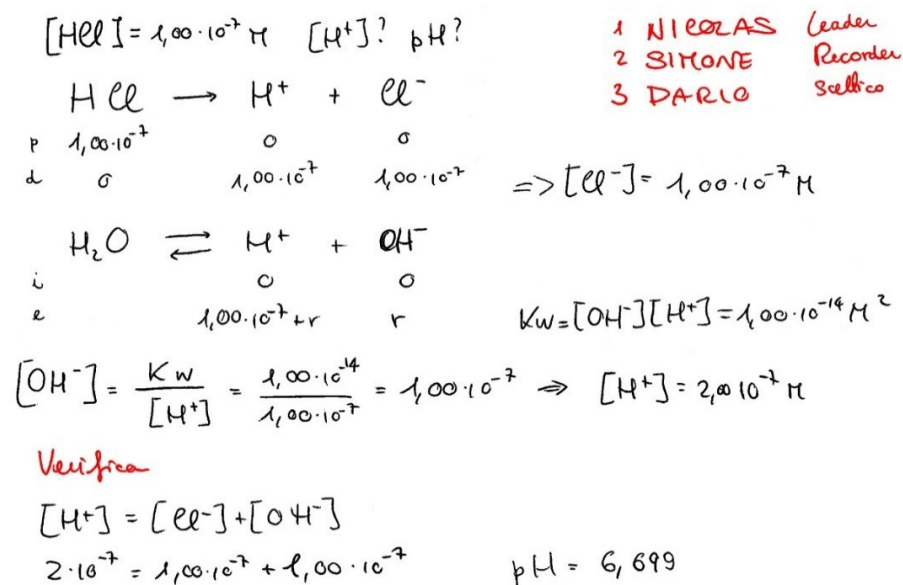 [HCl] = 1,00·10⁻⁷ M   [H⁺]?  pH?
1 NICOLAS Leader
2 SIMONE Recorder
3 DARIO Scettico
HCl → H⁺ + Cl⁻
p 1,00·10⁻⁷ 0 0
d 0 1,00·10⁻⁷ 1,00·10⁻⁷ => [Cl⁻] = 1,00·10⁻⁷ M
H₂O ⇄ H⁺ + OH⁻
i 0 0
e 1,00·10⁻⁷+r r Kw=[OH⁻][H⁺]=1,00·10⁻¹⁴ M²
[OH⁻] = Kw/[H⁺] = 1,00·10⁻¹⁴/1,00·10⁻⁷ = 1,00·10⁻⁷ ⇒ [H⁺] = 2,00 10⁻⁷ M
Verifica
[H⁺] = [Cl⁻]+[OH⁻]
2·10⁻⁷ = 1,00·10⁻⁷ + 1,00·10⁻⁷ pH = 6,699